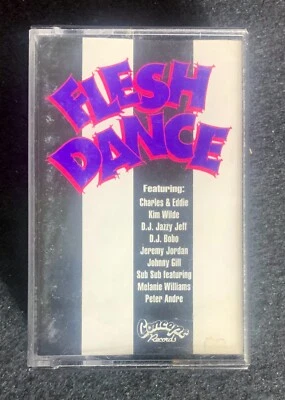 FLESH
DANCE
Featuring:
Charles & Eddie
Kim Wilde
D.J. Jazzy Jeff
D.J. Bobo
Jeremy Jordan
Johnny Gill
Sub Sub featuring
Melanie Williams
Peter Andre
Concept
Records